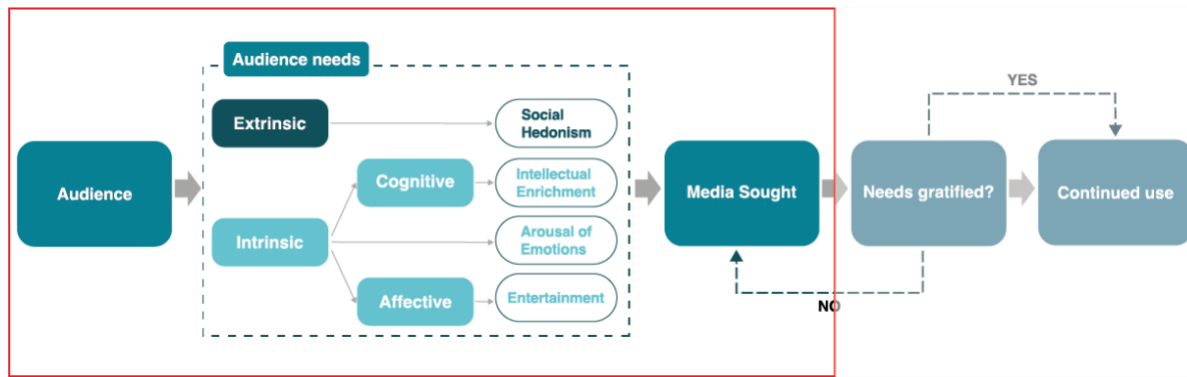 Audience needs
YES
Extrinsic
Social
Hedonism
Audience
Cognitive
Intellectual
Enrichment
Media Sought
Needs gratified?
Continued use
Intrinsic
Arousal of
Emotions
Affective
Entertainment
NO